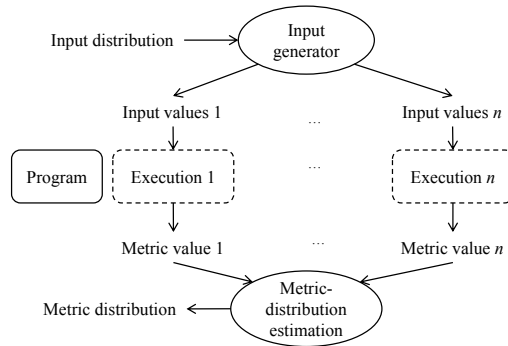 Input distribution
Input
generator
Input values 1
...
Input values n
Program
Execution 1
...
Execution n
Metric value 1
...
Metric value n
Metric distribution
Metric-
distribution
estimation